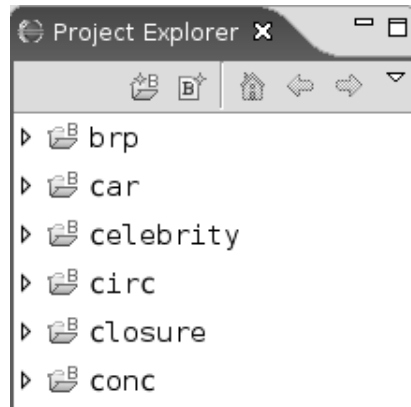 Project Explorer
brp
car
celebrity
circ
closure
conc